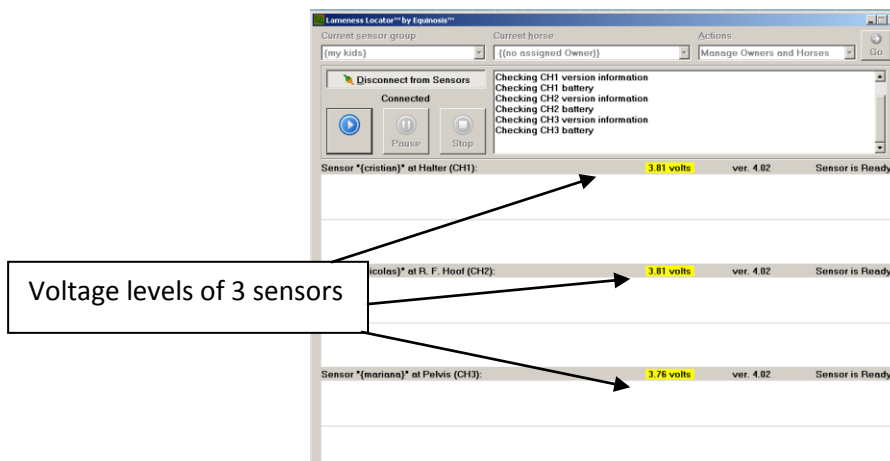 Lameness Locator™ by Equinosis™
Current sensor group
Current horse
Actions
{my kids}
{(no assigned Owner)}
Manage Owners and Horses
Go
Disconnect from Sensors
Connected
Pause
Stop
Checking CH1 version information
Checking CH1 battery
Checking CH2 version information
Checking CH2 battery
Checking CH3 version information
Checking CH3 battery
Sensor "{cristian}" at Halter (CH1): 3.81 volts ver. 4.02 Sensor is Ready
icolas}" at R. F. Hoof (CH2): 3.81 volts ver. 4.02 Sensor is Ready
Voltage levels of 3 sensors
Sensor "{mariana}" at Pelvis (CH3): 3.76 volts ver. 4.02 Sensor is Ready